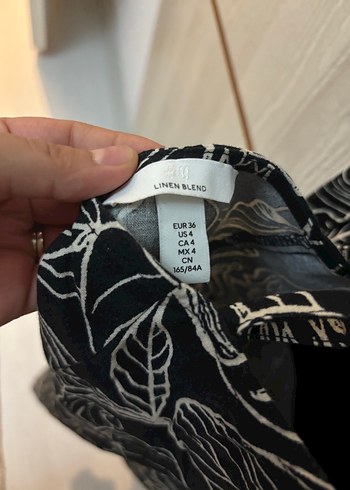 LINEN BLEND
EUR 36
US 4
CA 4
MX 4
CN
165/84A